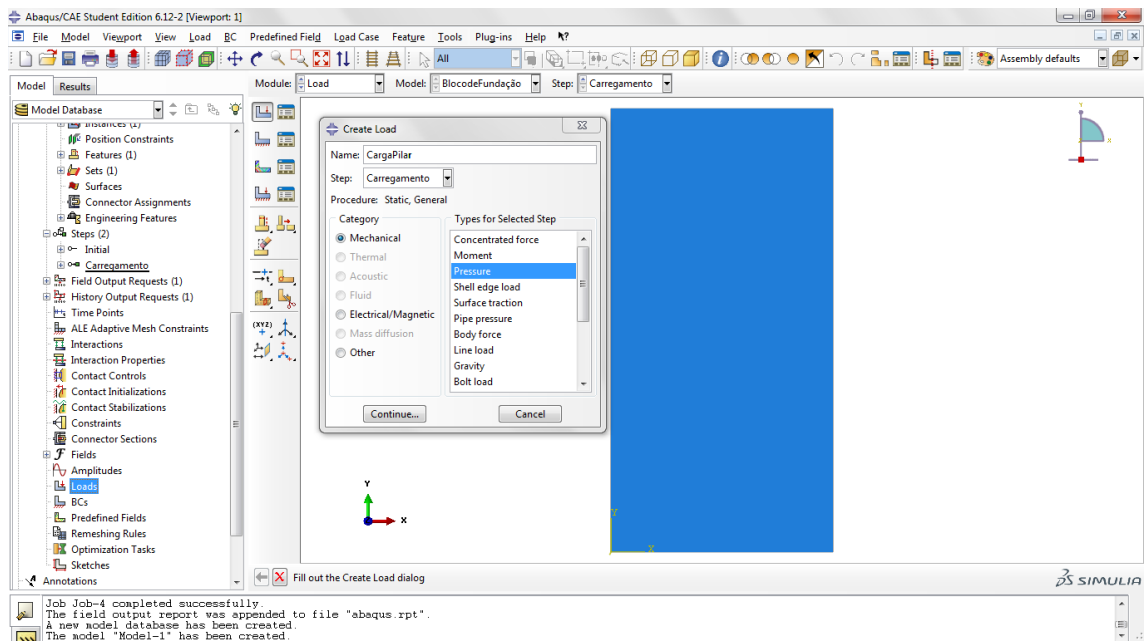 Abaqus/CAE Student Edition 6.12-2 [Viewport: 1]
File Model Viewport View Load BC Predefined Field Load Case Feature Tools Plug-ins Help
All
Assembly defaults
Model Results
Module: Load Model: BlocodeFundação Step: Carregamento
Model Database
Instances (1)
Position Constraints
Features (1)
Sets (1)
Surfaces
Connector Assignments
Engineering Features
Steps (2)
Initial
Carregamento
Field Output Requests (1)
History Output Requests (1)
Time Points
ALE Adaptive Mesh Constraints
Interactions
Interaction Properties
Contact Controls
Contact Initializations
Contact Stabilizations
Constraints
Connector Sections
Fields
Amplitudes
Loads
BCs
Predefined Fields
Remeshing Rules
Optimization Tasks
Sketches
Annotations
(XYZ)
Create Load
Name: CargaPilar
Step: Carregamento
Procedure: Static, General
Category
Mechanical
Thermal
Acoustic
Fluid
Electrical/Magnetic
Mass diffusion
Other
Types for Selected Step
Concentrated force
Moment
Pressure
Shell edge load
Surface traction
Pipe pressure
Body force
Line load
Gravity
Bolt load
Continue... Cancel
Y
X
Y
X
Y
X
Fill out the Create Load dialog
SIMULIA
Job Job-4 completed successfully.
The field output report was appended to file "abaqus.rpt".
A new model database has been created.
The model "Model-1" has been created.